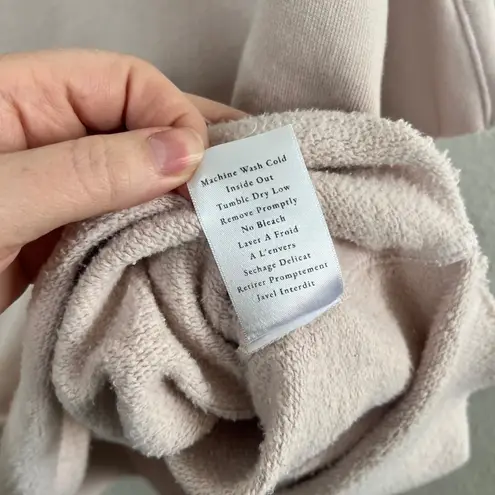 Machine Wash Cold
Inside Out
Tumble Dry Low
Remove Promptly
No Bleach
Laver A Froid
A L'envers
Sechage Delicat
Retirer Promptement
Javel Interdit